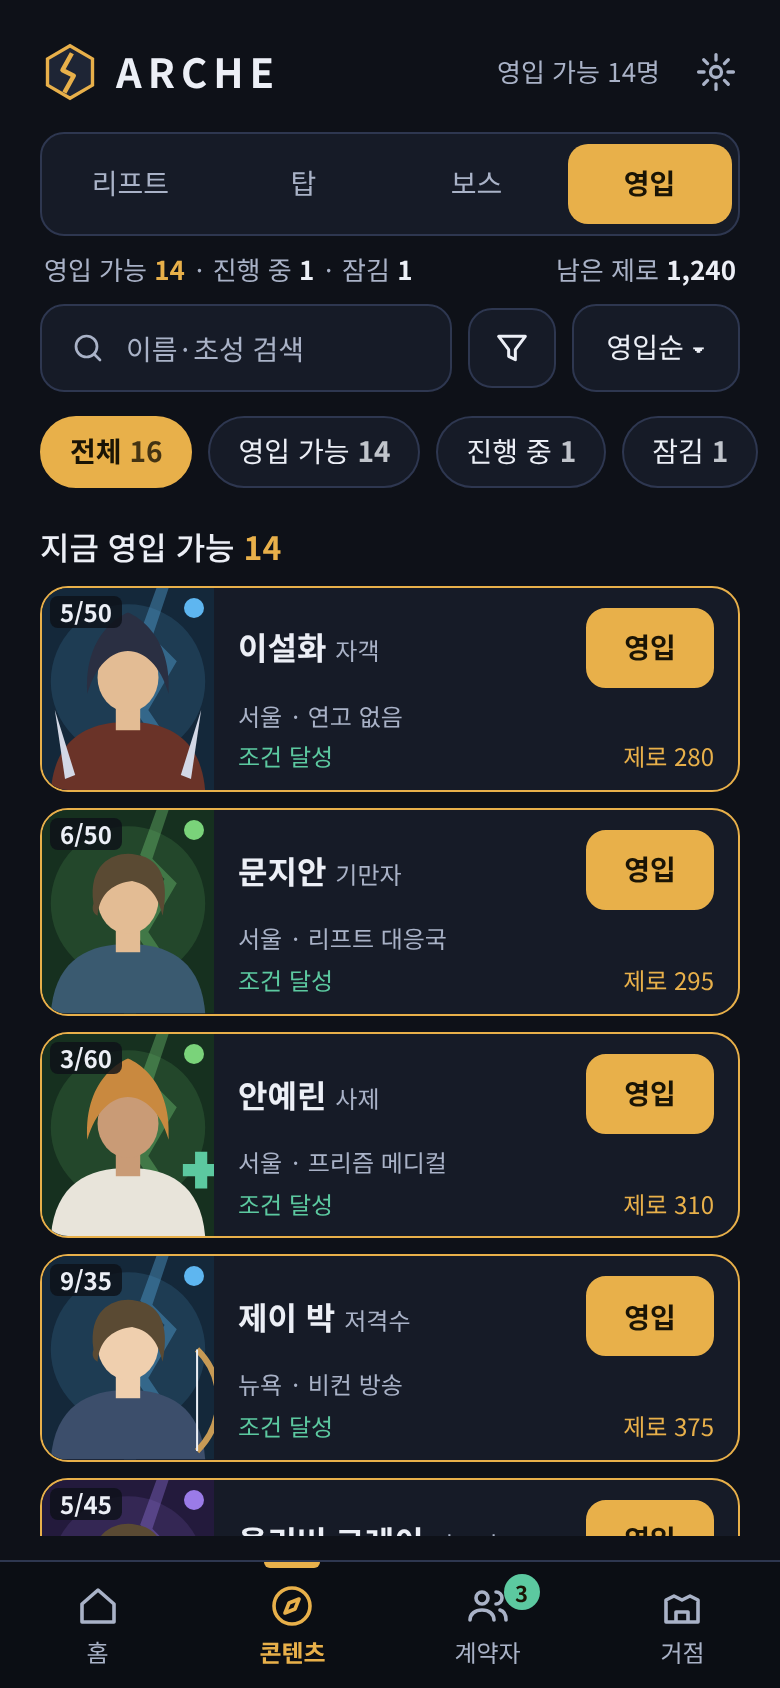 ARCHE
영입 가능 14명
리프트 탑 보스 영입
영입 가능 14 · 진행 중 1 · 잠김 1
남은 제로 1,240
이름·초성 검색
영입순
전체 16
영입 가능 14
진행 중 1
잠김 1
지금 영입 가능 14
5/50
이설화 자객
영입
서울 · 연고 없음
조건 달성
제로 280
6/50
문지안 기만자
영입
서울 · 리프트 대응국
조건 달성
제로 295
3/60
안예린 사제
영입
서울 · 프리즘 메디컬
조건 달성
제로 310
9/35
제이 박 저격수
영입
뉴욕 · 비컨 방송
조건 달성
제로 375
5/45
영입
홈
콘텐츠
계약자
3
거점